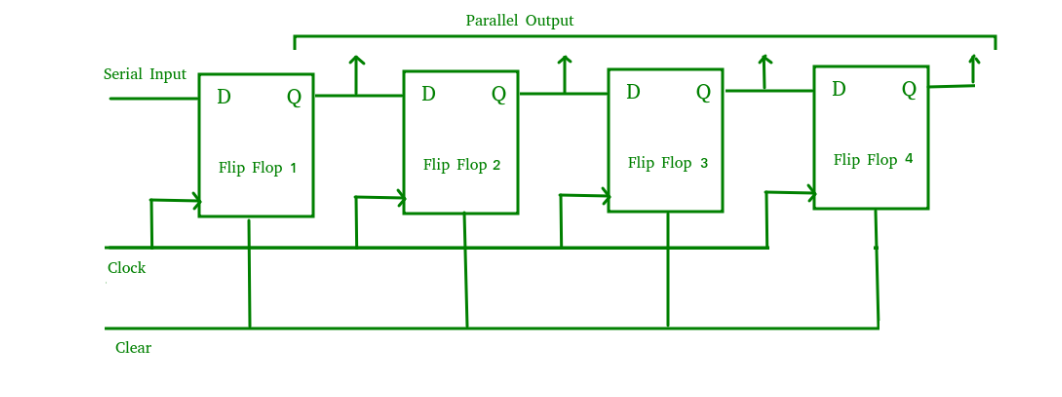 Parallel Output
Serial Input
D Q
D Q
D Q
D Q
Flip Flop 1
Flip Flop 2
Flip Flop 3
Flip Flop 4
Clock
Clear